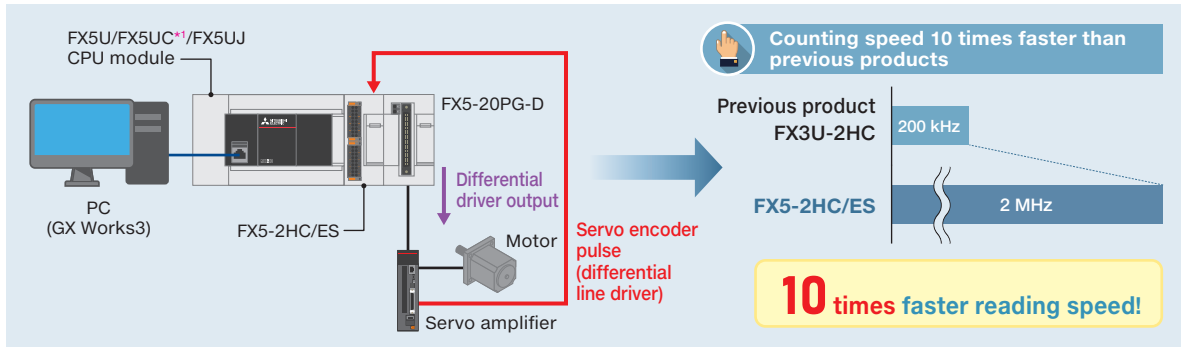 FX5U/FX5UC*1/FX5UJ
CPU module
FX5-20PG-D
MITSUBISHI
ELECTRIC
PC
(GX Works3)
FX5-2HC/ES
Differential
driver output
Motor
Servo amplifier
Servo encoder
pulse
(differential
line driver)
Counting speed 10 times faster than
previous products
Previous product
FX3U-2HC
200 kHz
FX5-2HC/ES
2 MHz
10 times faster reading speed!